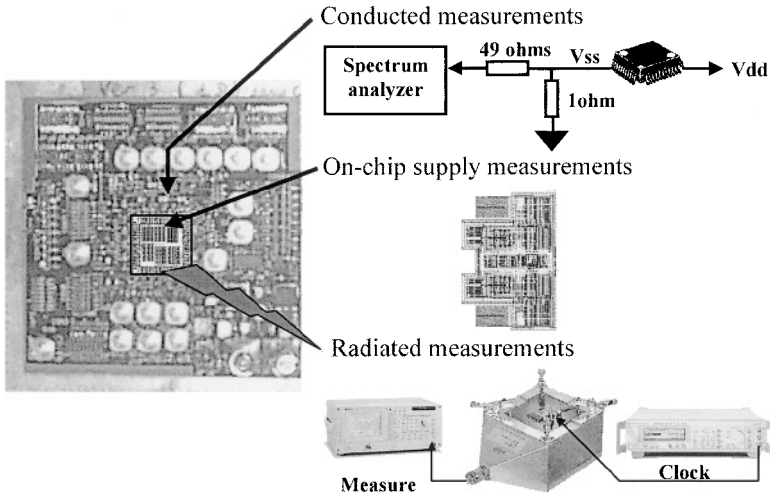 Conducted measurements
49 ohms
Vss
Vdd
Spectrum
analyzer
1ohm
On-chip supply measurements
Radiated measurements
Measure
Clock